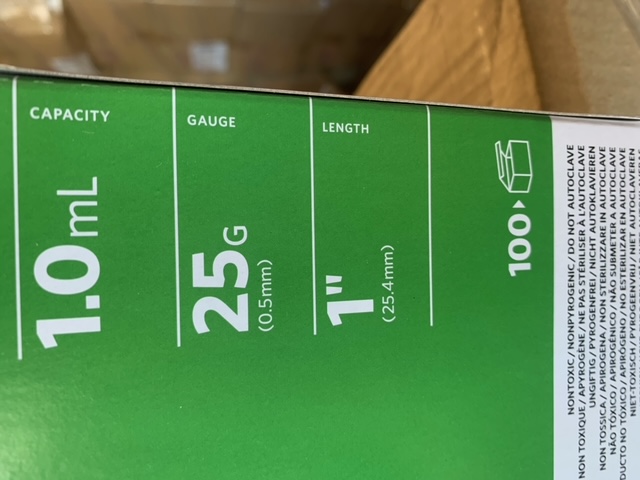 CAPACITY
1.0mL
GAUGE
25G
(0.5mm)
LENGTH
1"
(25.4mm)
100
NONTOXIC / NONPYROGENIC / DO NOT AUTOCLAVE
NON TOXIQUE / APYROGÈNE / NE PAS STÉRILISER À L'AUTOCLAVE
UNGIFTIG / PYROGENFREI / NICHT AUTOKLAVIEREN
NON TOSSICA / APIROGENA / NON STERILIZZARE IN AUTOCLAVE
NÃO TÓXICO / APIROGÊNICO / NÃO SUBMETER A AUTOCLAVE
DUCTO NO TÓXICO / APIRÓGENO / NO ESTERILIZAR EN AUTOCLAVE
NIET-TOXISCH / PYROGEENVRIJ / NIET AUTOCLAVEREN